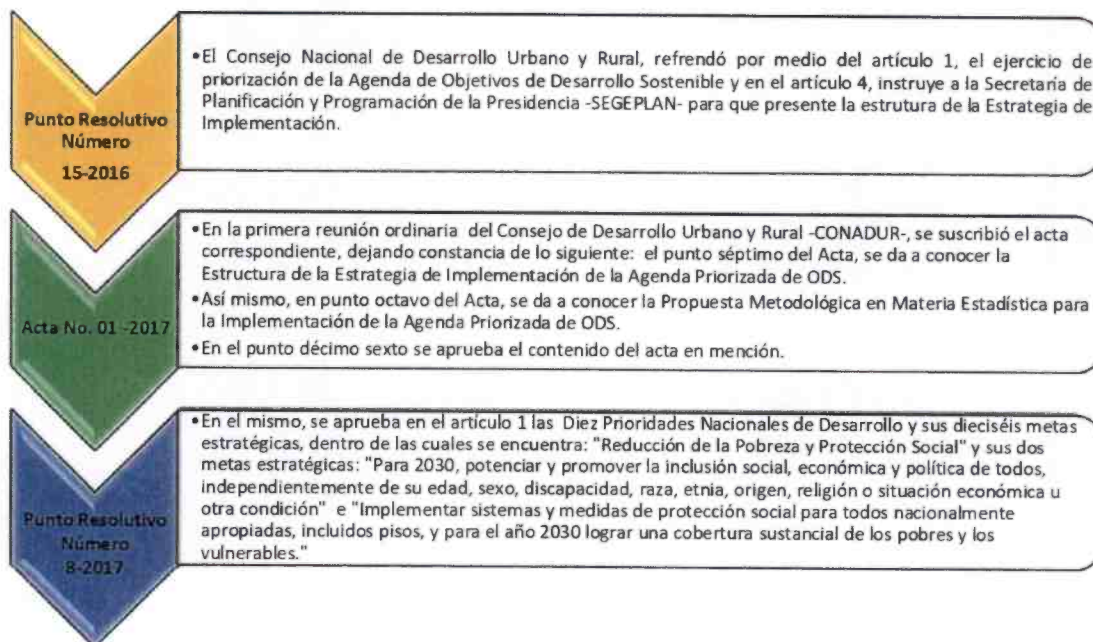 Punto Resolutivo
Número
15-2016
•El Consejo Nacional de Desarrollo Urbano y Rural, refrendó por medio del artículo 1, el ejercicio de
priorización de la Agenda de Objetivos de Desarrollo Sostenible y en el artículo 4, instruye a la Secretaría de
Planificación y Programación de la Presidencia -SEGEPLAN- para que presente la estrutura de la Estrategia de
Implementación.
Acta No. 01 -2017
•En la primera reunión ordinaria del Consejo de Desarrollo Urbano y Rural -CONADUR-, se suscribió el acta
correspondiente, dejando constancia de lo siguiente: el punto séptimo del Acta, se da a conocer la
Estructura de la Estrategia de Implementación de la Agenda Priorizada de ODS.
•Así mismo, en punto octavo del Acta, se da a conocer la Propuesta Metodológica en Materia Estadística para
la Implementación de la Agenda Priorizada de ODS.
•En el punto décimo sexto se aprueba el contenido del acta en mención.
Punto Resolutivo
Número
8-2017
•En el mismo, se aprueba en el artículo 1 las Diez Prioridades Nacionales de Desarrollo y sus dieciséis metas
estratégicas, dentro de las cuales se encuentra: "Reducción de la Pobreza y Protección Social" y sus dos
metas estratégicas: "Para 2030, potenciar y promover la inclusión social, económica y política de todos,
independientemente de su edad, sexo, discapacidad, raza, etnia, origen, religión o situación económica u
otra condición" e "Implementar sistemas y medidas de protección social para todos nacionalmente
apropiadas, incluidos pisos, y para el año 2030 lograr una cobertura sustancial de los pobres y los
vulnerables."